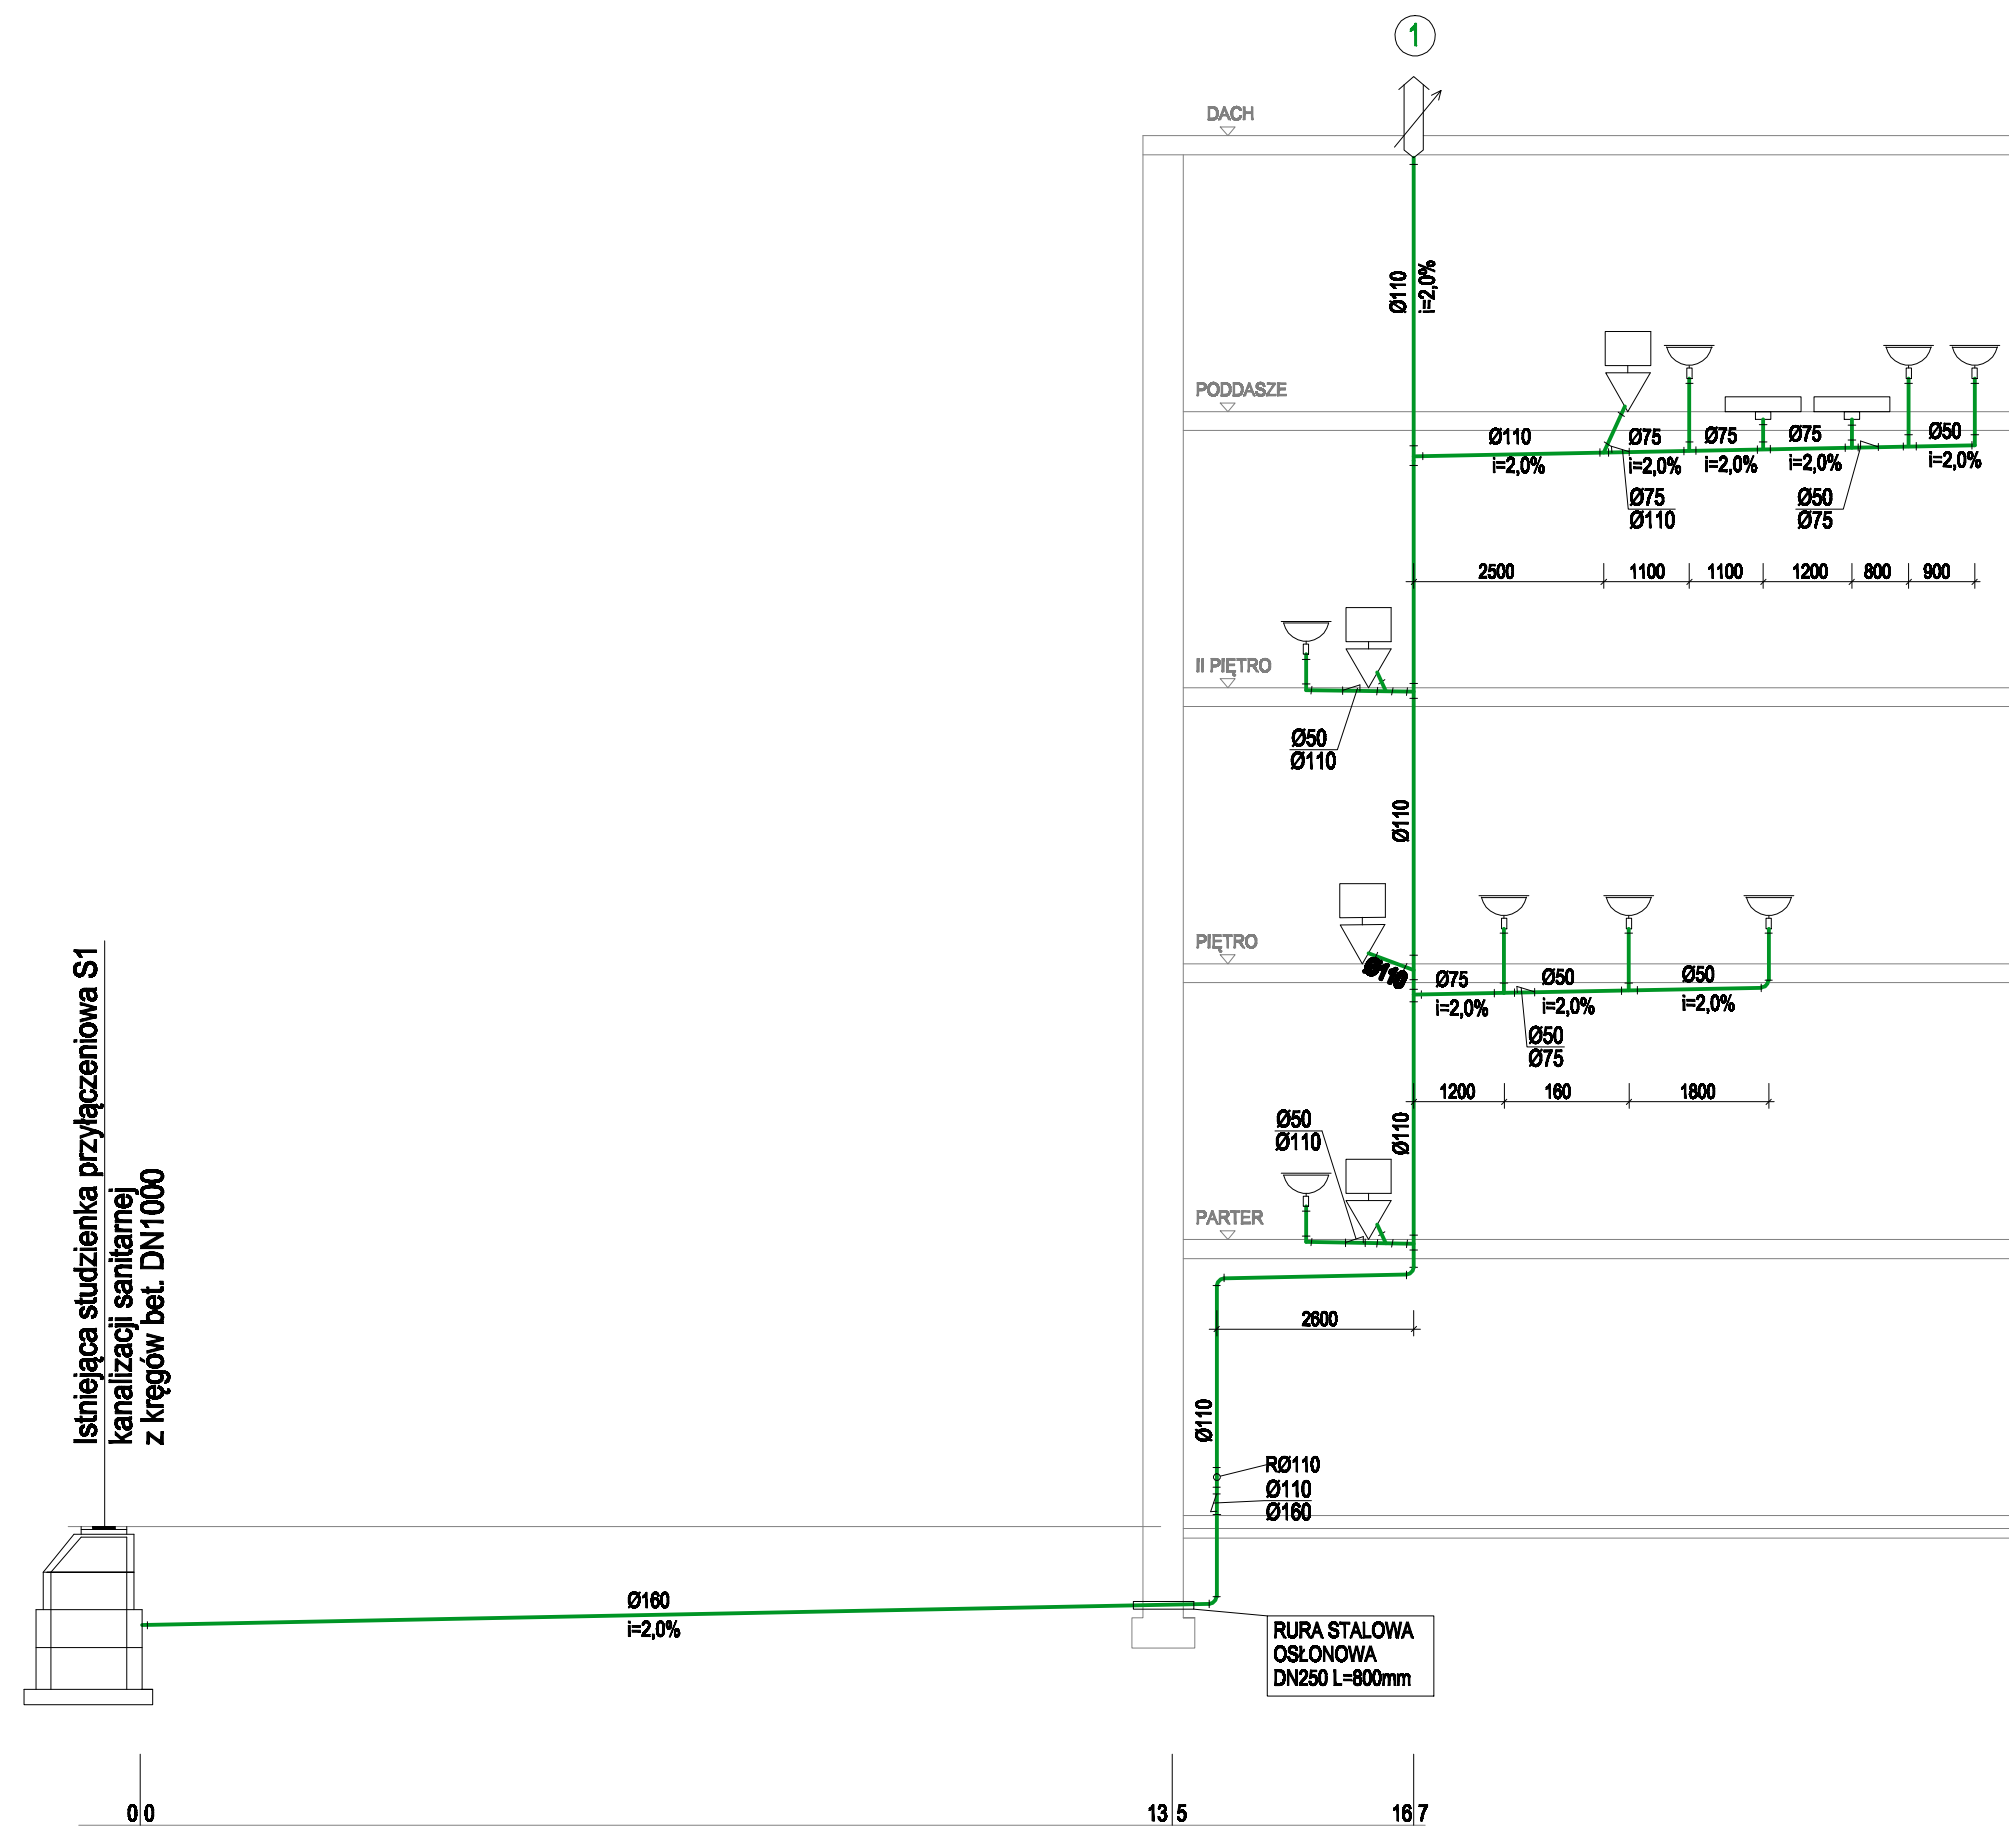 1
DACH
Ø110
i=2,0%
PODDASZE
Ø110
i=2,0%
Ø75
i=2,0%
Ø75
i=2,0%
Ø75
i=2,0%
Ø50
i=2,0%
Ø75
Ø110
Ø50
Ø75
2500
1100
1100
1200
800
900
II PIĘTRO
Ø50
Ø110
Ø110
PIĘTRO
Ø110
Ø75
i=2,0%
Ø50
i=2,0%
Ø50
i=2,0%
Ø50
Ø75
1200
160
1800
Ø50
Ø110
Ø110
PARTER
2600
Ø110
RØ110
Ø110
Ø160
Istniejąca studzienka przyłączeniowa S1
kanalizacji sanitarnej
z kręgów bet. DN1000
Ø160
i=2,0%
RURA STALOWA
OSŁONOWA
DN250 L=800mm
0 0
13 5
16 7